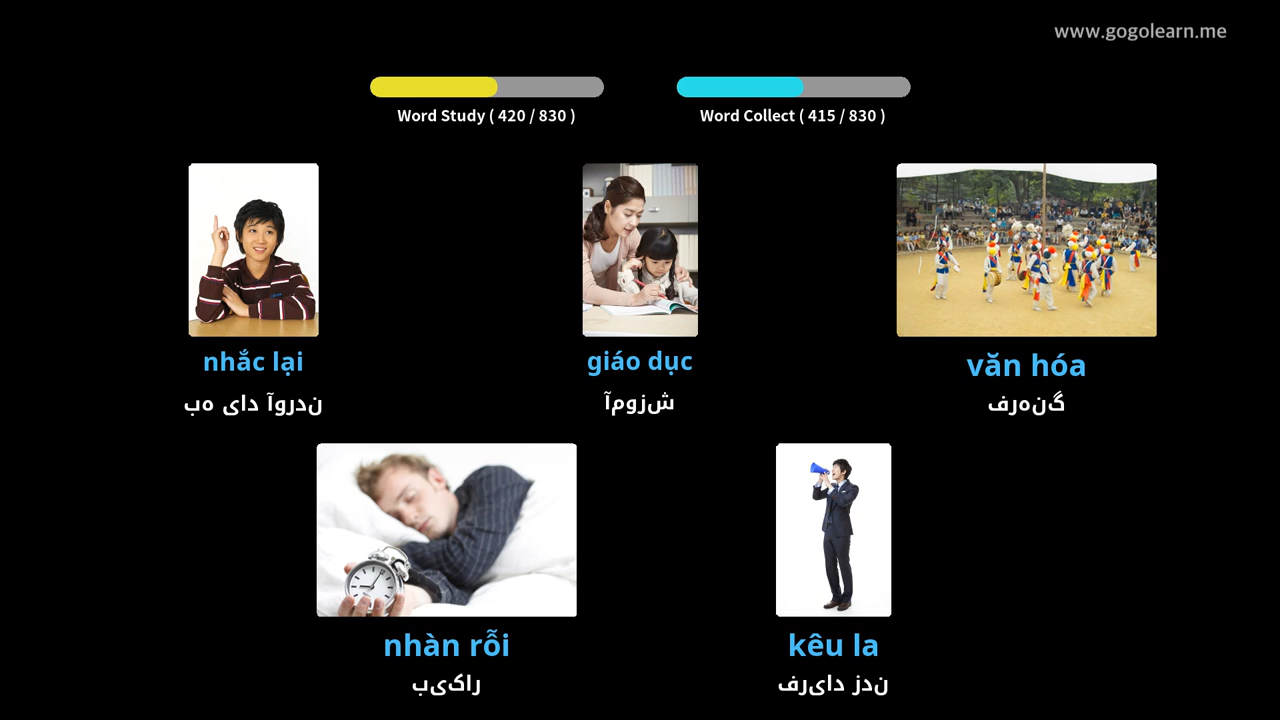 www.gogolearn.me
Word Study ( 420 / 830 )
Word Collect ( 415 / 830 )
nhắc lại
به یاد آوردن
giáo dục
آموزش
văn hóa
فرهنگ
nhàn rỗi
بیکار
kêu la
فریاد زدن